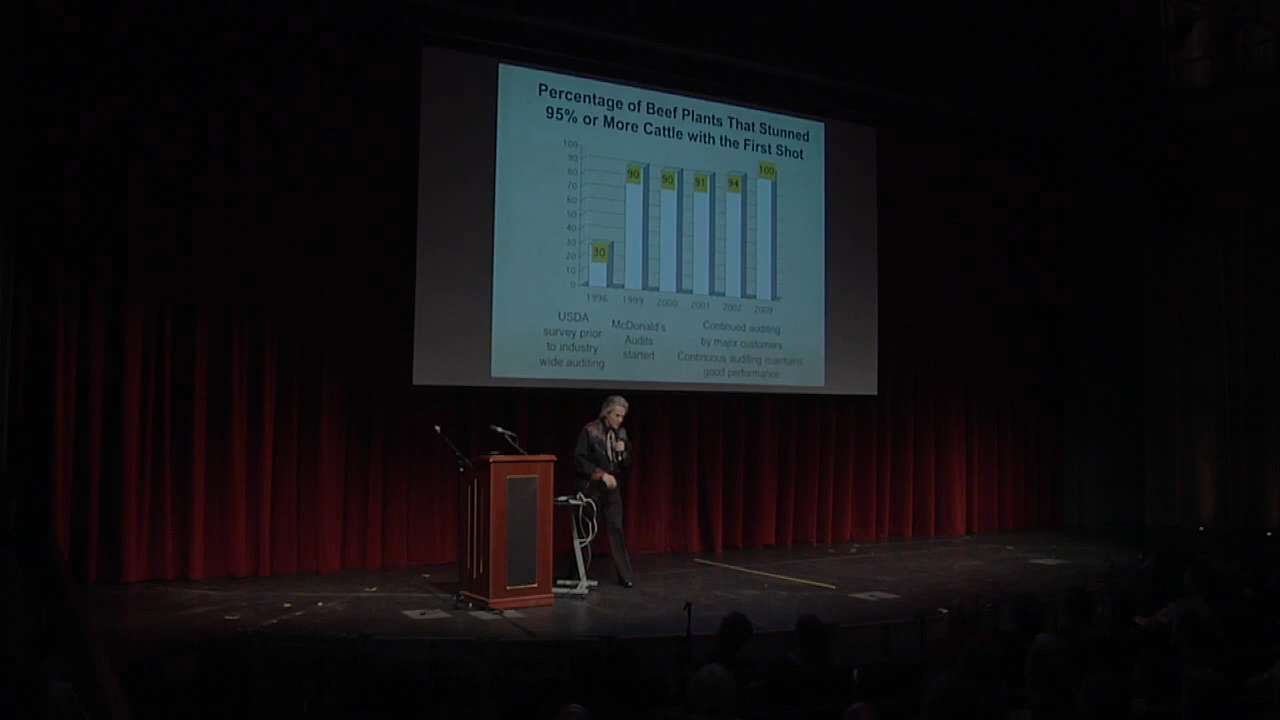 Percentage of Beef Plants That Stunned
95% or More Cattle with the First Shot
100
90
80
70
60
50
40
30
20
10
0
30
90
90
91
94
100
1996 1999 2000 2001 2002 2009
USDA
survey prior
to industry
wide auditing
McDonald's
Audits
started
Continued auditing
by major customers
Continuous auditing maintains
good performance